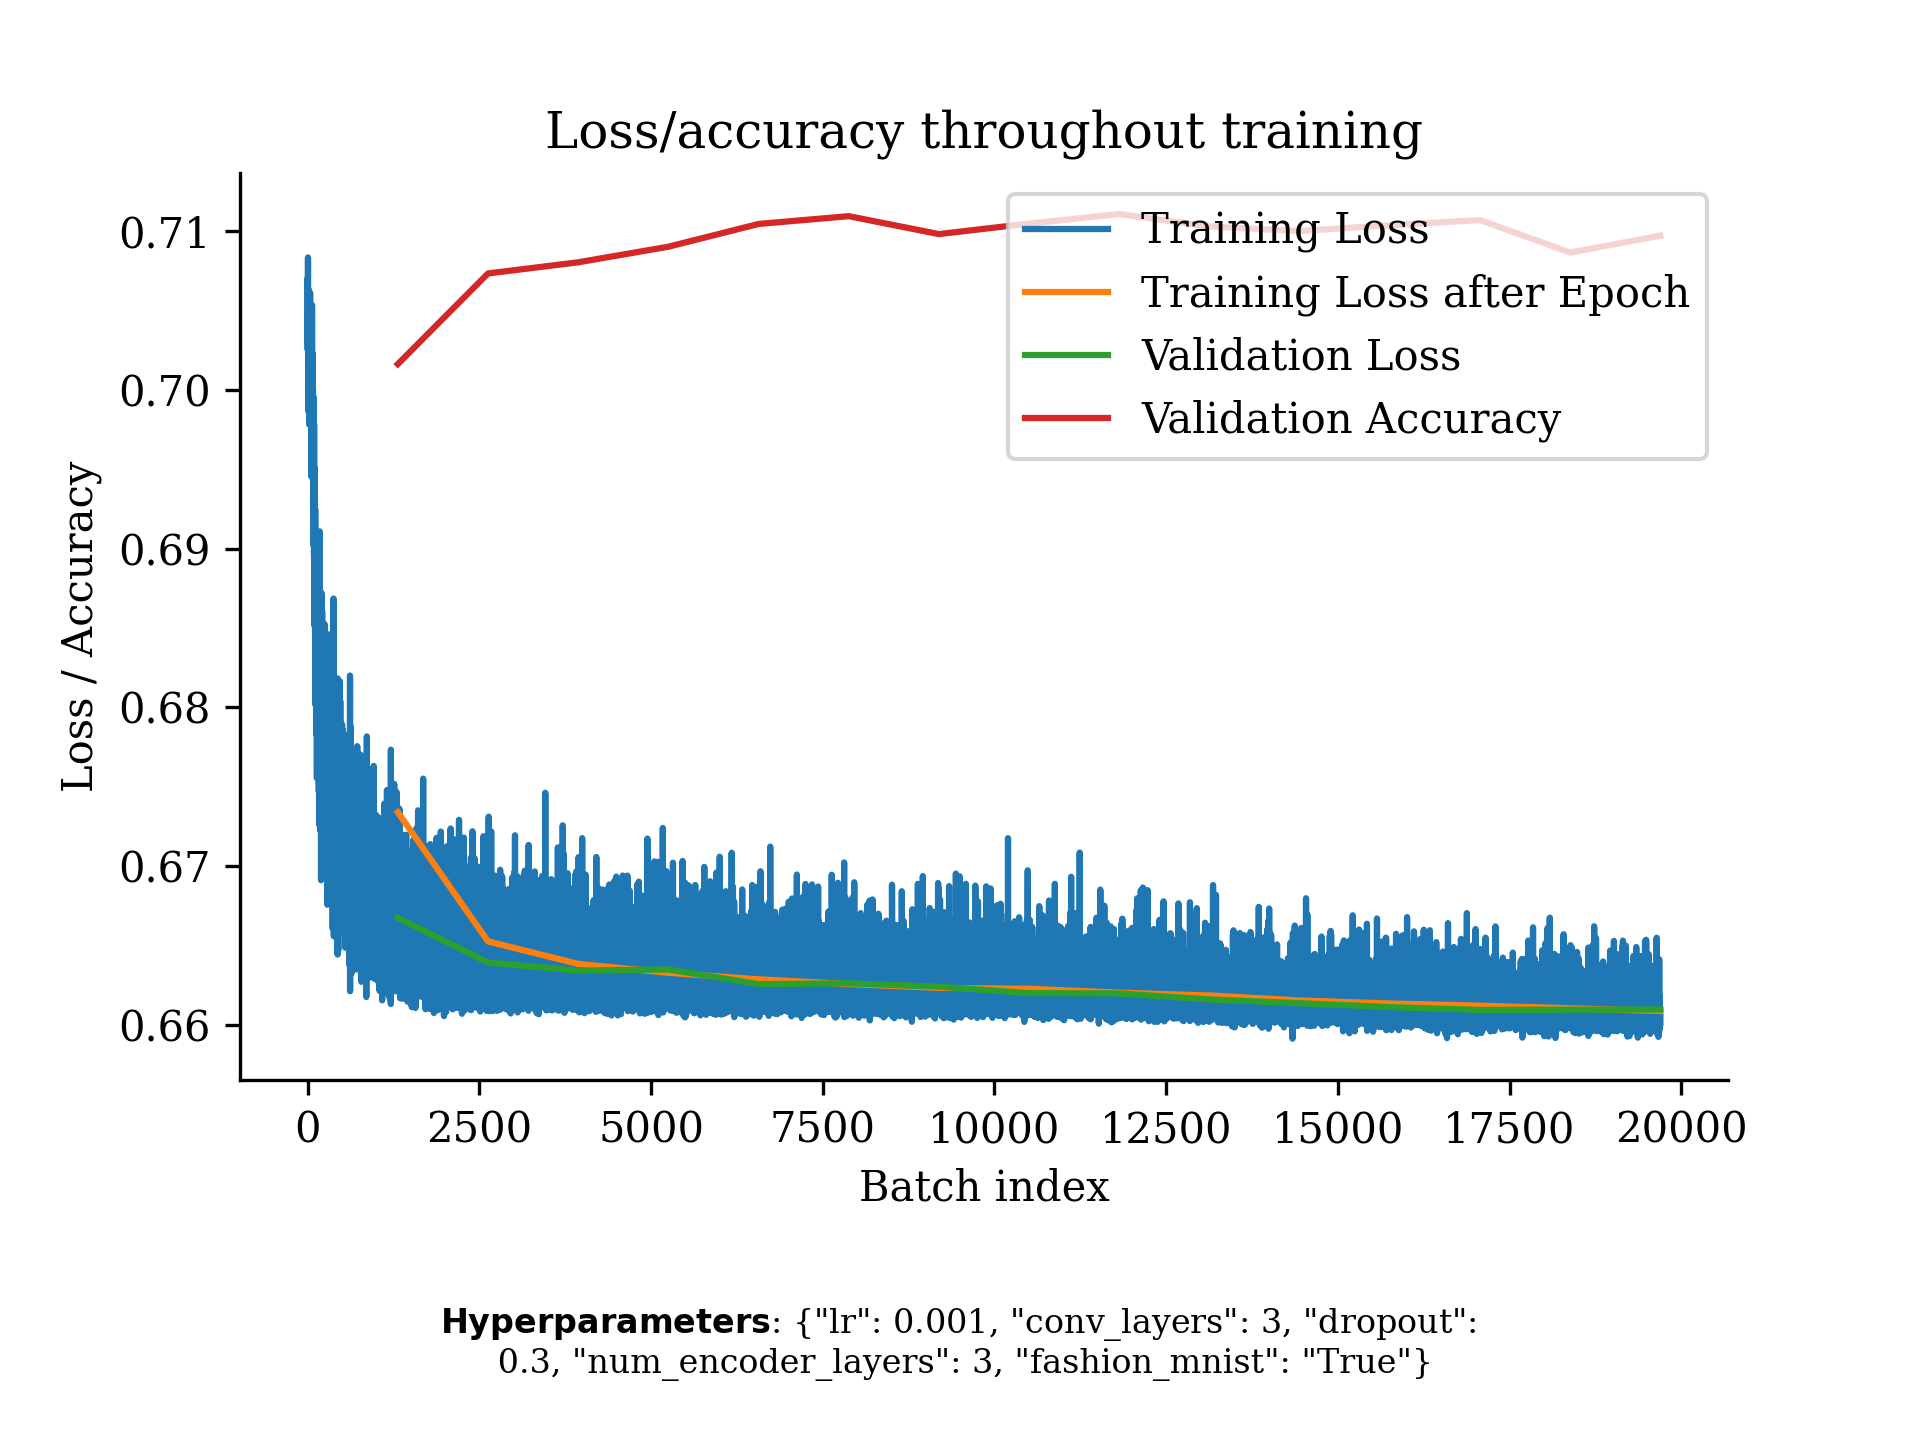 Loss/accuracy throughout training
Loss / Accuracy
0.71
0.70
0.69
0.68
0.67
0.66
Training Loss
Training Loss after Epoch
Validation Loss
Validation Accuracy
0 2500 5000 7500 10000 12500 15000 17500 20000
Batch index
Hyperparameters: {"lr": 0.001, "conv_layers": 3, "dropout":
0.3, "num_encoder_layers": 3, "fashion_mnist": "True"}